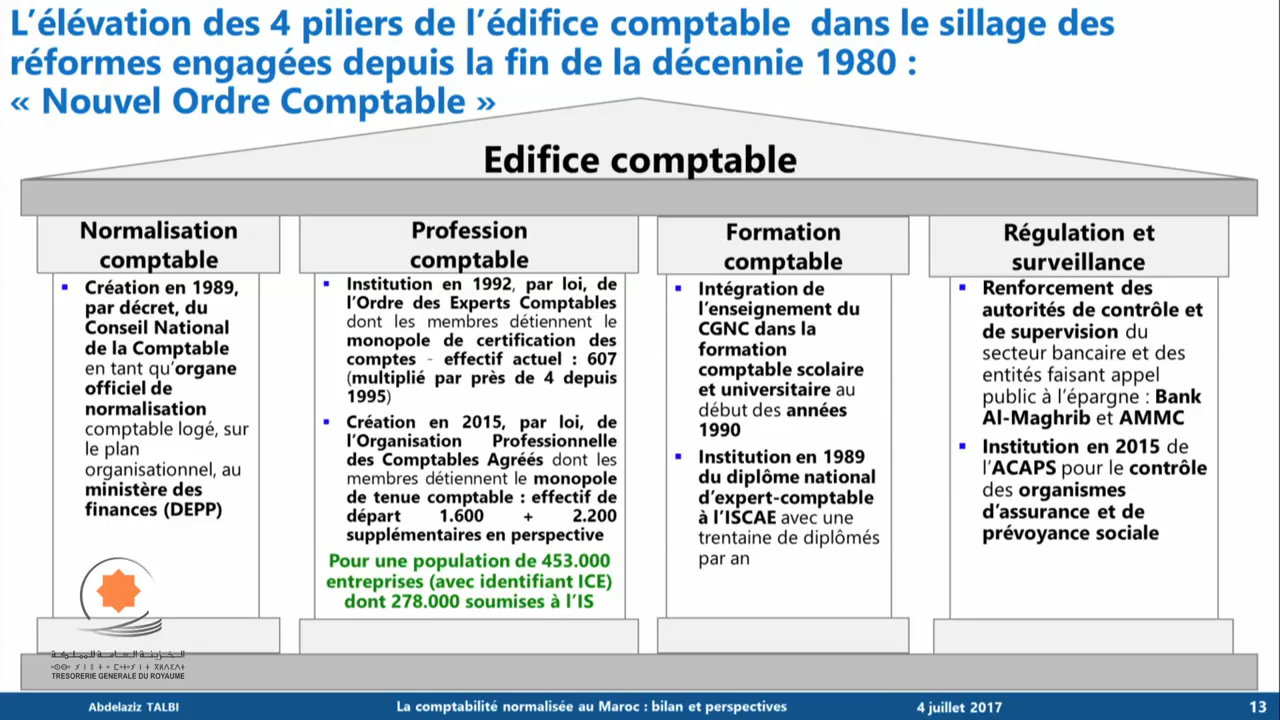 L’élévation des 4 piliers de l’édifice comptable dans le sillage des
réformes engagées depuis la fin de la décennie 1980 :
« Nouvel Ordre Comptable »
Edifice comptable
Normalisation
comptable
▪ Création en 1989,
par décret, du
Conseil National
de la Comptable
en tant qu’organe
officiel de
normalisation
comptable logé, sur
le plan
organisationnel, au
ministère des
finances (DEPP)
Profession
comptable
▪ Institution en 1992, par loi, de
l’Ordre des Experts Comptables
dont les membres détiennent le
monopole de certification des
comptes - effectif actuel : 607
(multiplié par près de 4 depuis
1995)
▪ Création en 2015, par loi, de
l’Organisation Professionnelle
des Comptables Agréés dont les
membres détiennent le monopole
de tenue comptable : effectif de
départ 1.600 + 2.200
supplémentaires en perspective
Pour une population de 453.000
entreprises (avec identifiant ICE)
dont 278.000 soumises à l’IS
Formation
comptable
▪ Intégration de
l’enseignement du
CGNC dans la
formation
comptable scolaire
et universitaire au
début des années
1990
▪ Institution en 1989
du diplôme national
d’expert-comptable
à l’ISCAE avec une
trentaine de diplômés
par an
Régulation et
surveillance
▪ Renforcement des
autorités de contrôle et
de supervision du
secteur bancaire et des
entités faisant appel
public à l’épargne : Bank
Al-Maghrib et AMMC
▪ Institution en 2015 de
l’ACAPS pour le contrôle
des organismes
d’assurance et de
prévoyance sociale
الخزينة العامة للمملكة
TRESORERIE GENERALE DU ROYAUME
Abdelaziz TALBI
La comptabilité normalisée au Maroc : bilan et perspectives
4 juillet 2017
13